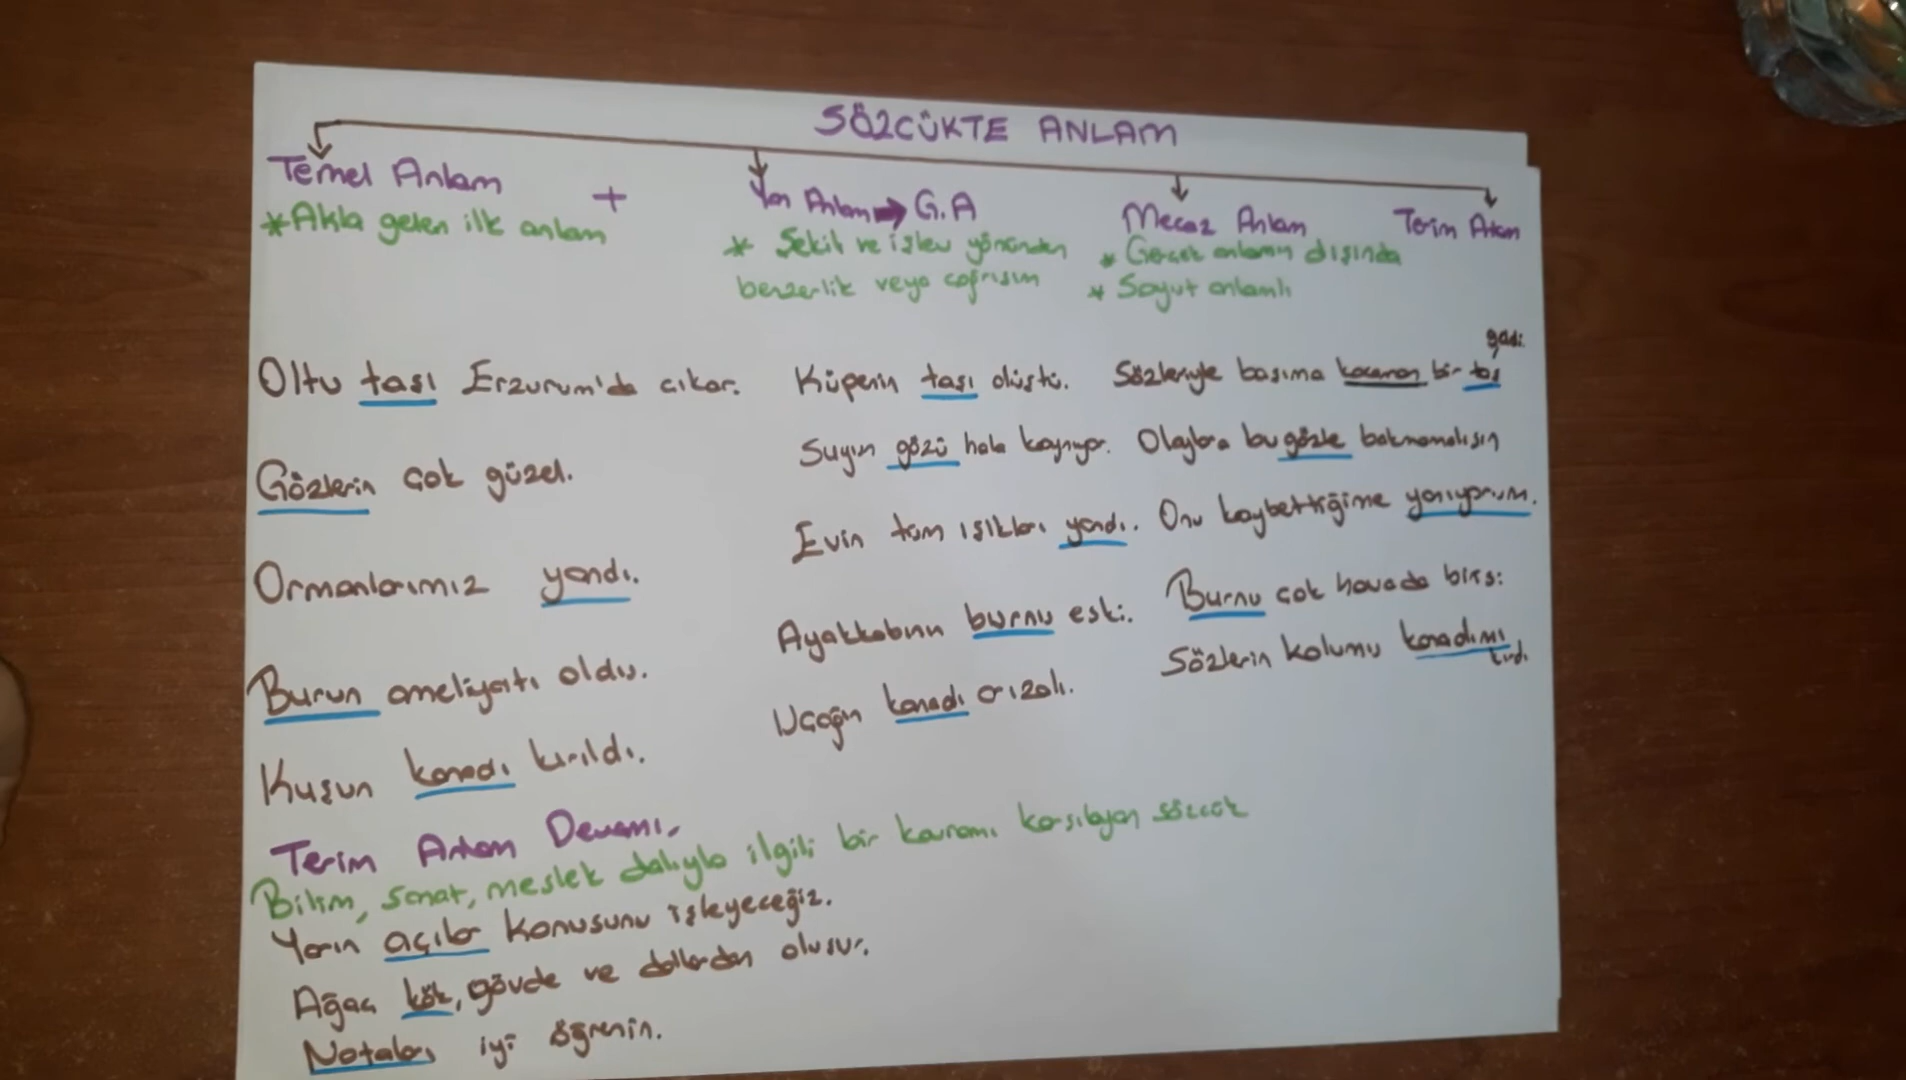 SÖZCÜKTE ANLAM
Temel Anlam
*Akla gelen ilk anlam
+
Yan Anlam → G.A
* Şekil ve işlev yönünden
benzerlik veya çağrışım
Mecaz Anlam
* Gerçek anlamın dışında
* Soyut anlamlı
Terim Anlam
Oltu taşı Erzurum'da çıkar.
Gözlerin çok güzel.
Ormanlarımız yandı.
Burun ameliyatı oldu.
Kuşun kanadı kırıldı.
Küpenin taşı düştü.
Suyun gözü hala kaynıyor.
Evin tüm ışıkları yandı.
Ayakkabının burnu eski.
Uçağın kanadı arızalı.
Sözleriyle başıma kocaman bir taş
Olaylara bu gözle bakmamalısın
Onu kaybettiğime yanıyorum.
Burnu çok havada birisi
Sözlerin kolumu kanadımı
kırdı.
Terim Anlam Devamı
Bilim, sanat, meslek dalıyla ilgili bir kavramı karşılayan sözcük
Yarın açılar konusunu işleyeceğiz.
Ağaç kök, gövde ve dallardan oluşur.
Notaları iyi öğrenin.